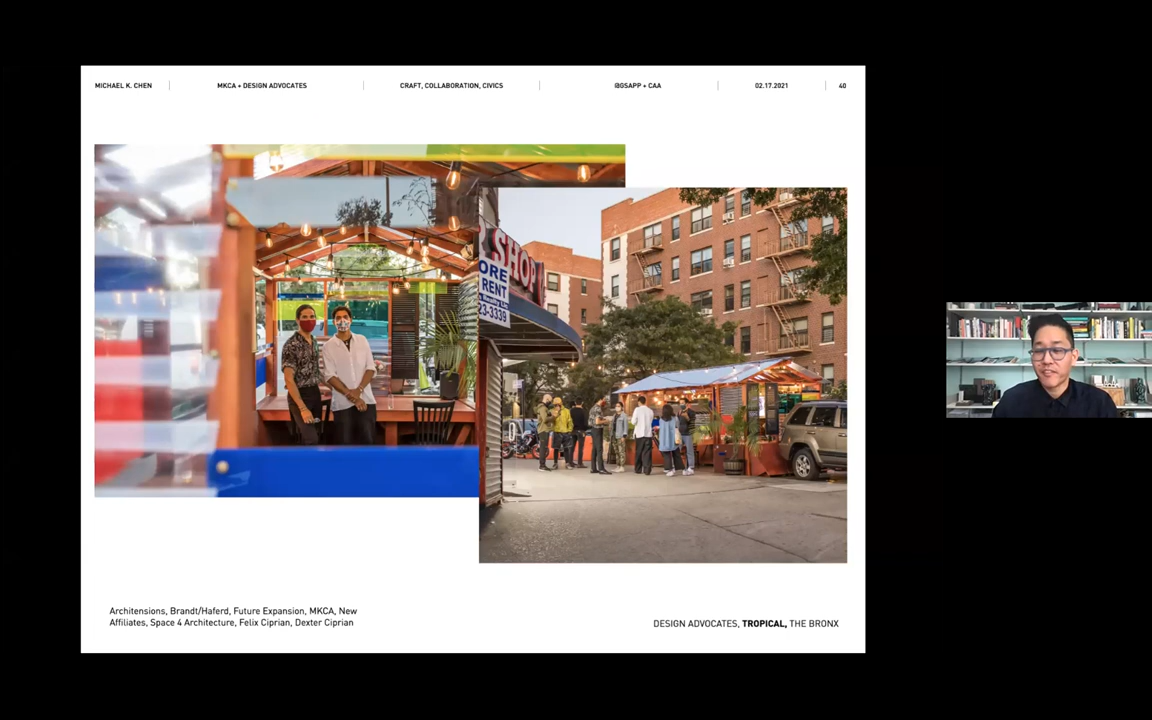 MICHAEL K. CHEN
MKCA + DESIGN ADVOCATES
CRAFT, COLLABORATION, CIVICS
@GSAPP + CAA
02.17.2021
40
SHOP
ORE
RENT
23-3339
Architensions, Brandt/Haferd, Future Expansion, MKCA, New
Affiliates, Space 4 Architecture, Felix Ciprian, Dexter Ciprian
DESIGN ADVOCATES, TROPICAL, THE BRONX